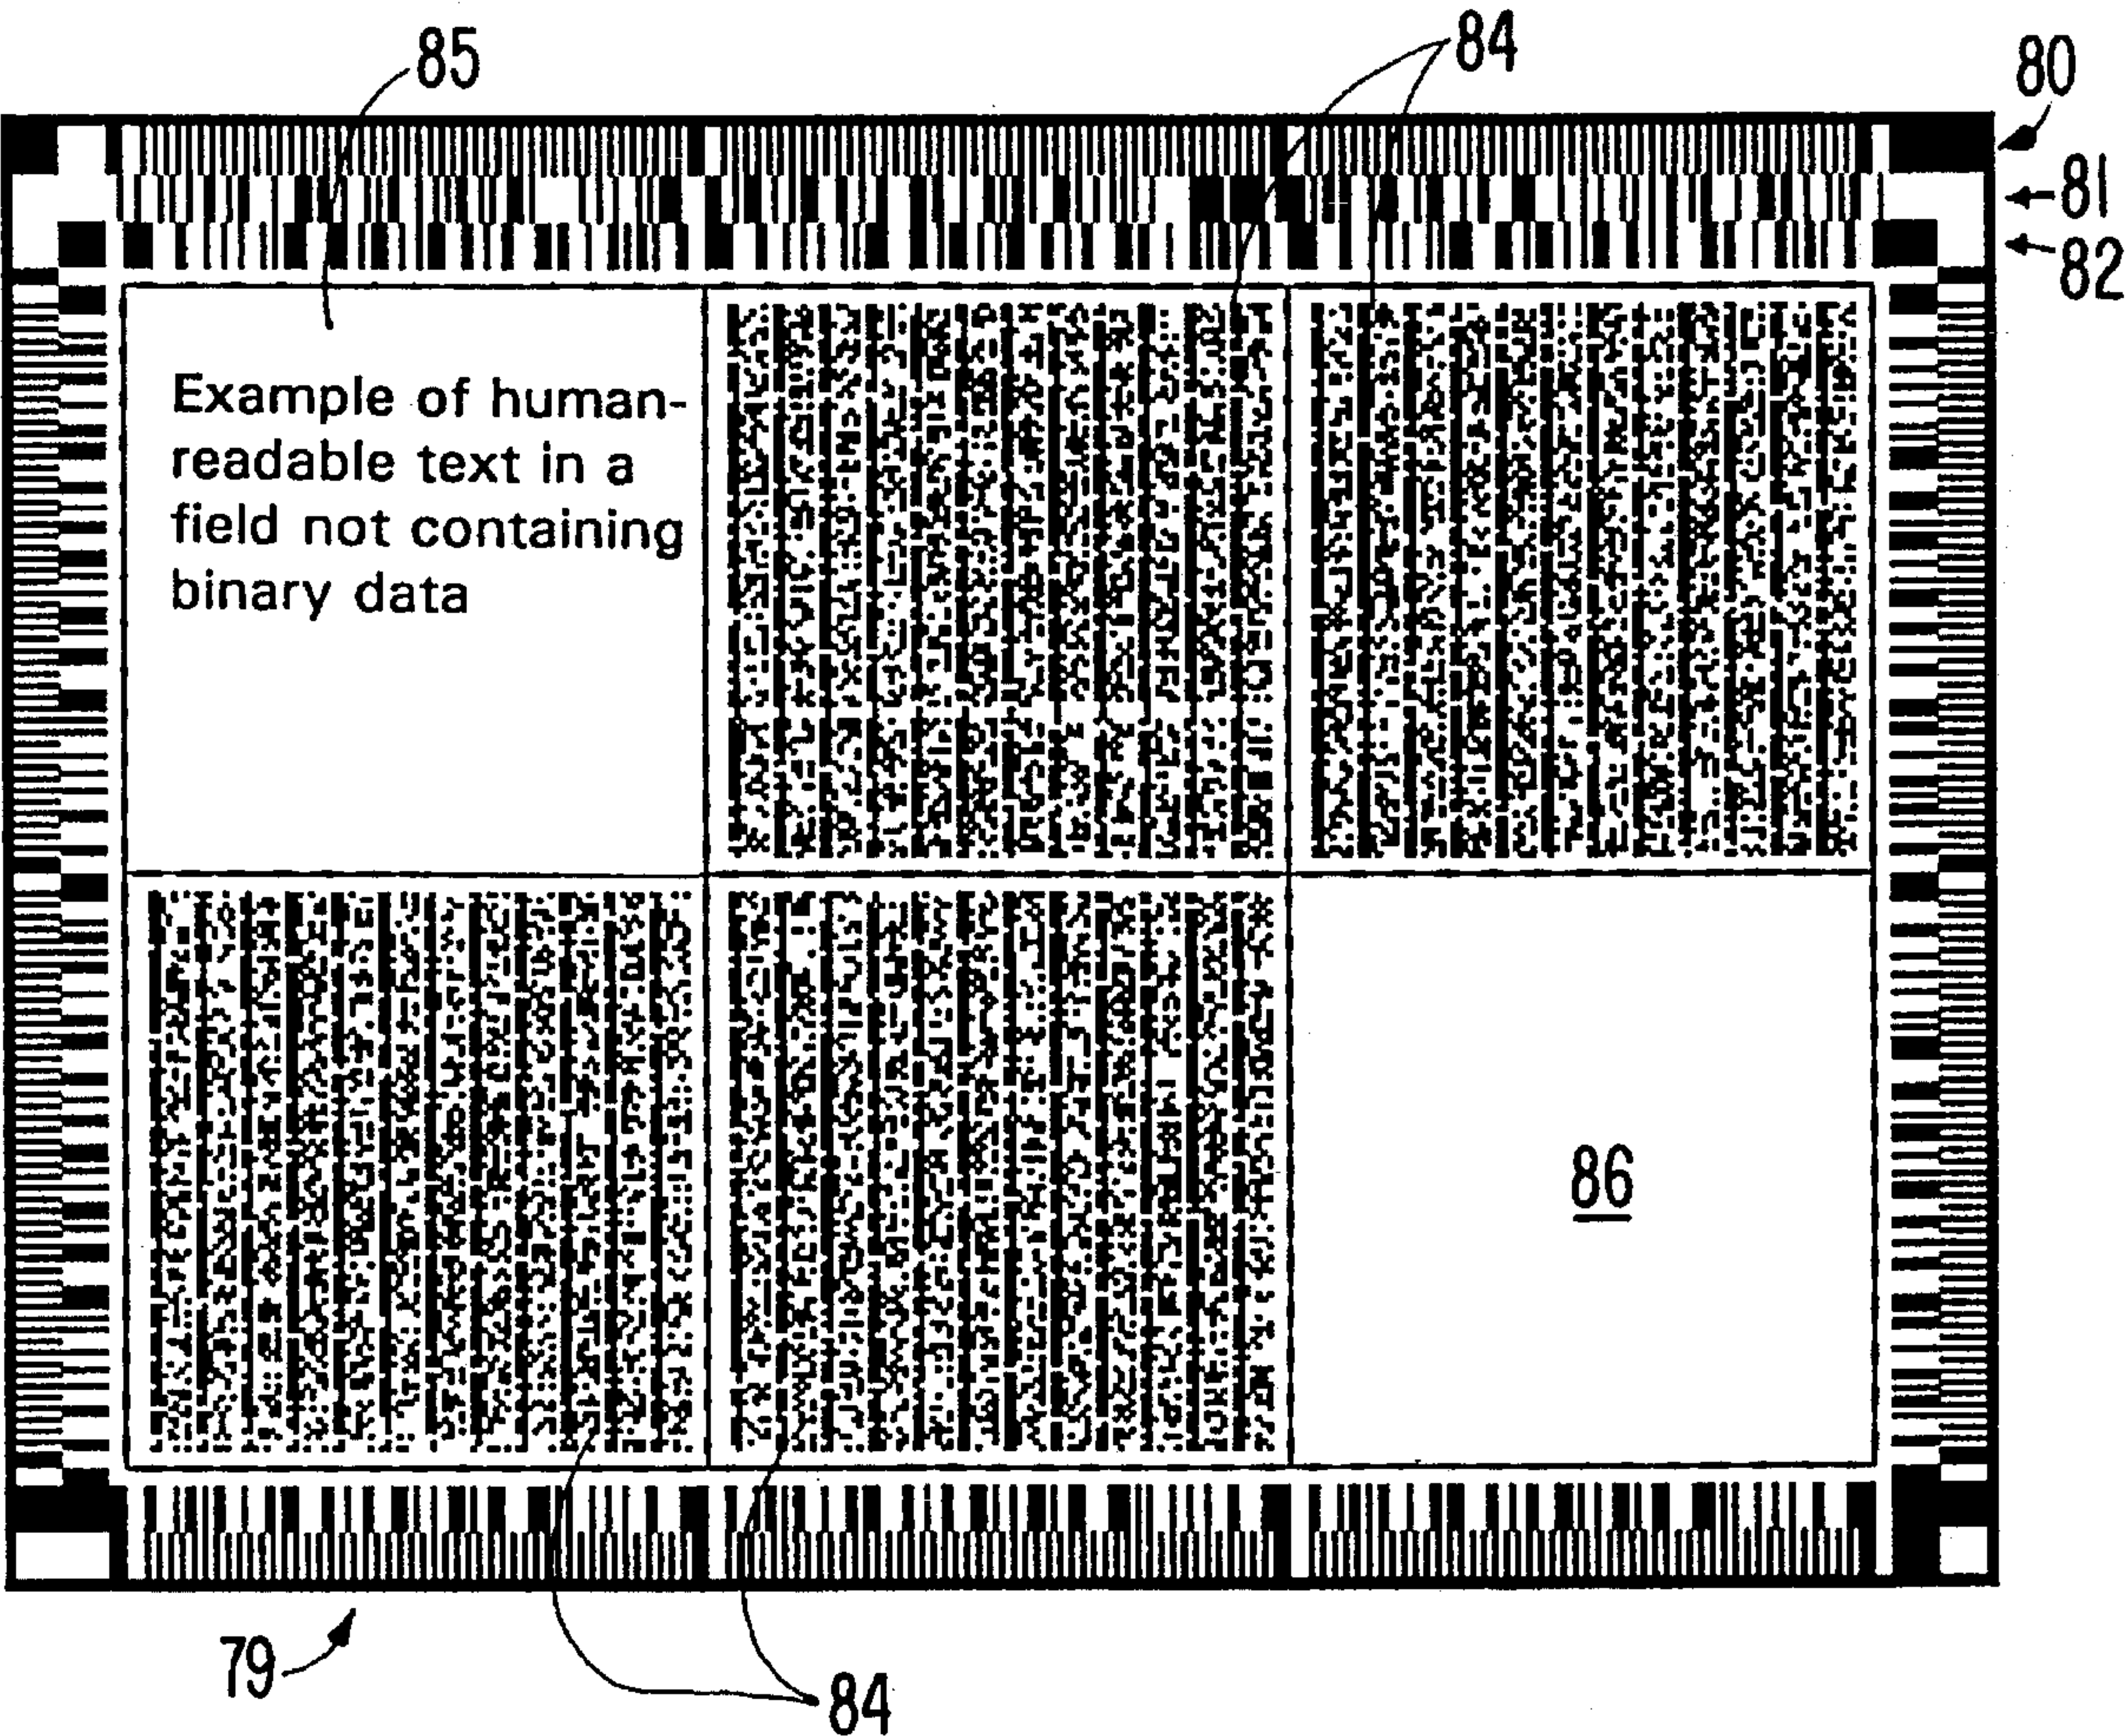 85
84
80
81
82
Example of human-
readable text in a
field not containing
binary data
86
79
84